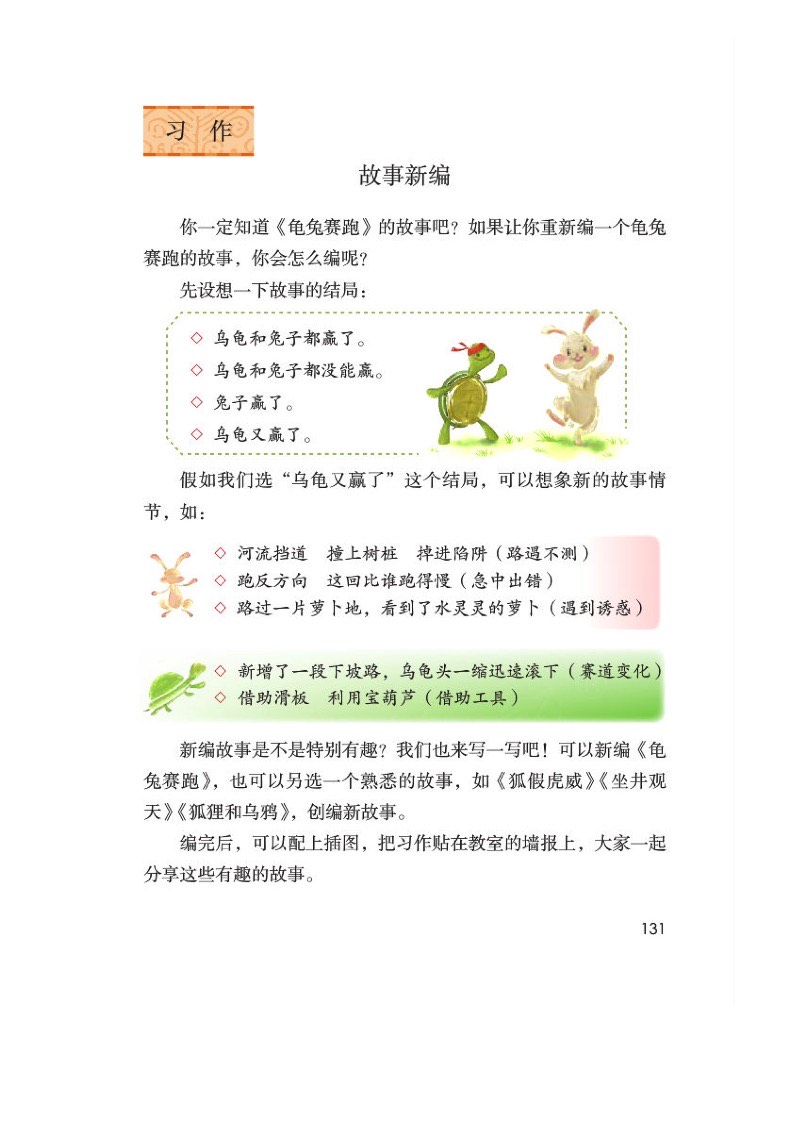 习 作
故事新编
你一定知道《龟兔赛跑》的故事吧？如果让你重新编一个龟兔
赛跑的故事，你会怎么编呢？
先设想一下故事的结局：
◇ 乌龟和兔子都赢了。
◇ 乌龟和兔子都没能赢。
◇ 兔子赢了。
◇ 乌龟又赢了。
假如我们选“乌龟又赢了”这个结局，可以想象新的故事情
节，如：
◇ 河流挡道 撞上树桩 掉进陷阱（路遇不测）
◇ 跑反方向 这回比谁跑得慢（急中出错）
◇ 路过一片萝卜地，看到了水灵灵的萝卜（遇到诱惑）
◇ 新增了一段下坡路，乌龟头一缩迅速滚下（赛道变化）
◇ 借助滑板 利用宝葫芦（借助工具）
新编故事是不是特别有趣？我们也来写一写吧！可以新编《龟
兔赛跑》，也可以另选一个熟悉的故事，如《狐假虎威》《坐井观
天》《狐狸和乌鸦》，创编新故事。
编完后，可以配上插图，把习作贴在教室的墙报上，大家一起
分享这些有趣的故事。
131